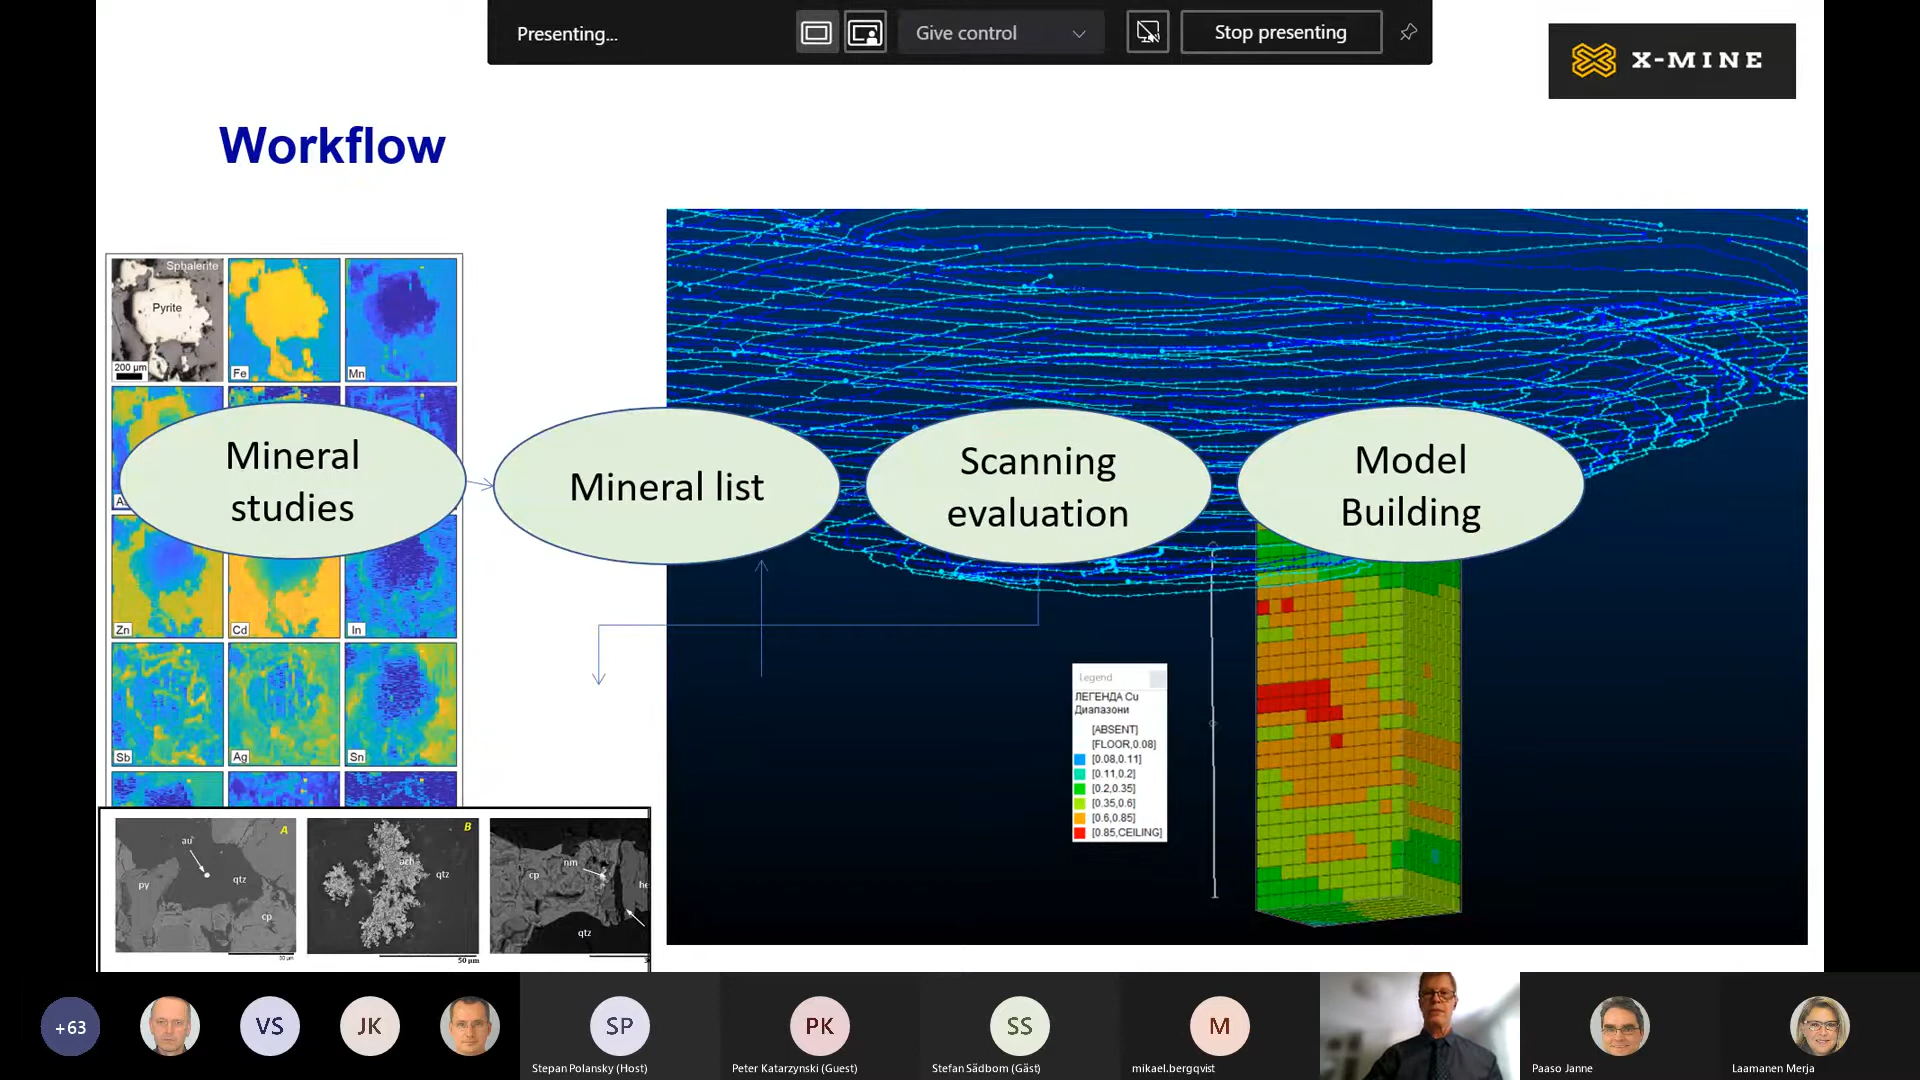 Presenting...
Give control
Stop presenting
X-MINE
Workflow
Sphalerite
Pyrite
200 µm
Fe
Mn
Mineral
studies
Mineral list
Scanning
evaluation
Model
Building
Zn
Cd
In
Sb
Ag
Sn
Legend
ЛЕГЕНДА Cu
Диапазони
[ABSENT]
[FLOOR,0.08]
[0.08,0.11]
[0.11,0.2]
[0.2,0.35]
[0.35,0.6]
[0.6,0.85]
[0.85,CEILING]
A
au
py
qtz
cp
B
ach
qtz
50 µm
cp
nm
he
qtz
+63
VS
JK
SP
Stepan Polansky (Host)
PK
Peter Katarzynski (Guest)
SS
Stefan Sädbom (Gäst)
M
mikael.bergqvist
Paaso Janne
Laamanen Merja